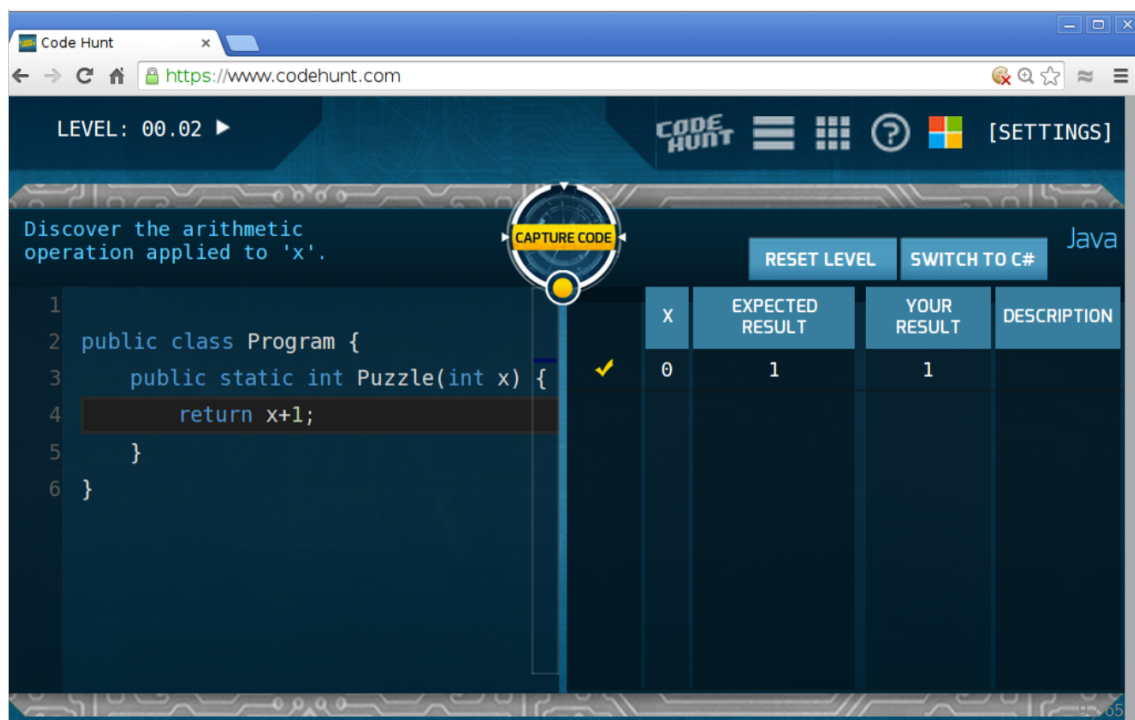 Code Hunt
https://www.codehunt.com
LEVEL: 00.02
CODE HUNT
[SETTINGS]
Discover the arithmetic
operation applied to 'x'.
CAPTURE CODE
RESET LEVEL
SWITCH TO C#
Java
1
2 public class Program {
3 public static int Puzzle(int x) {
4 return x+1;
5 }
6 }
X EXPECTED RESULT YOUR RESULT DESCRIPTION
0 1 1